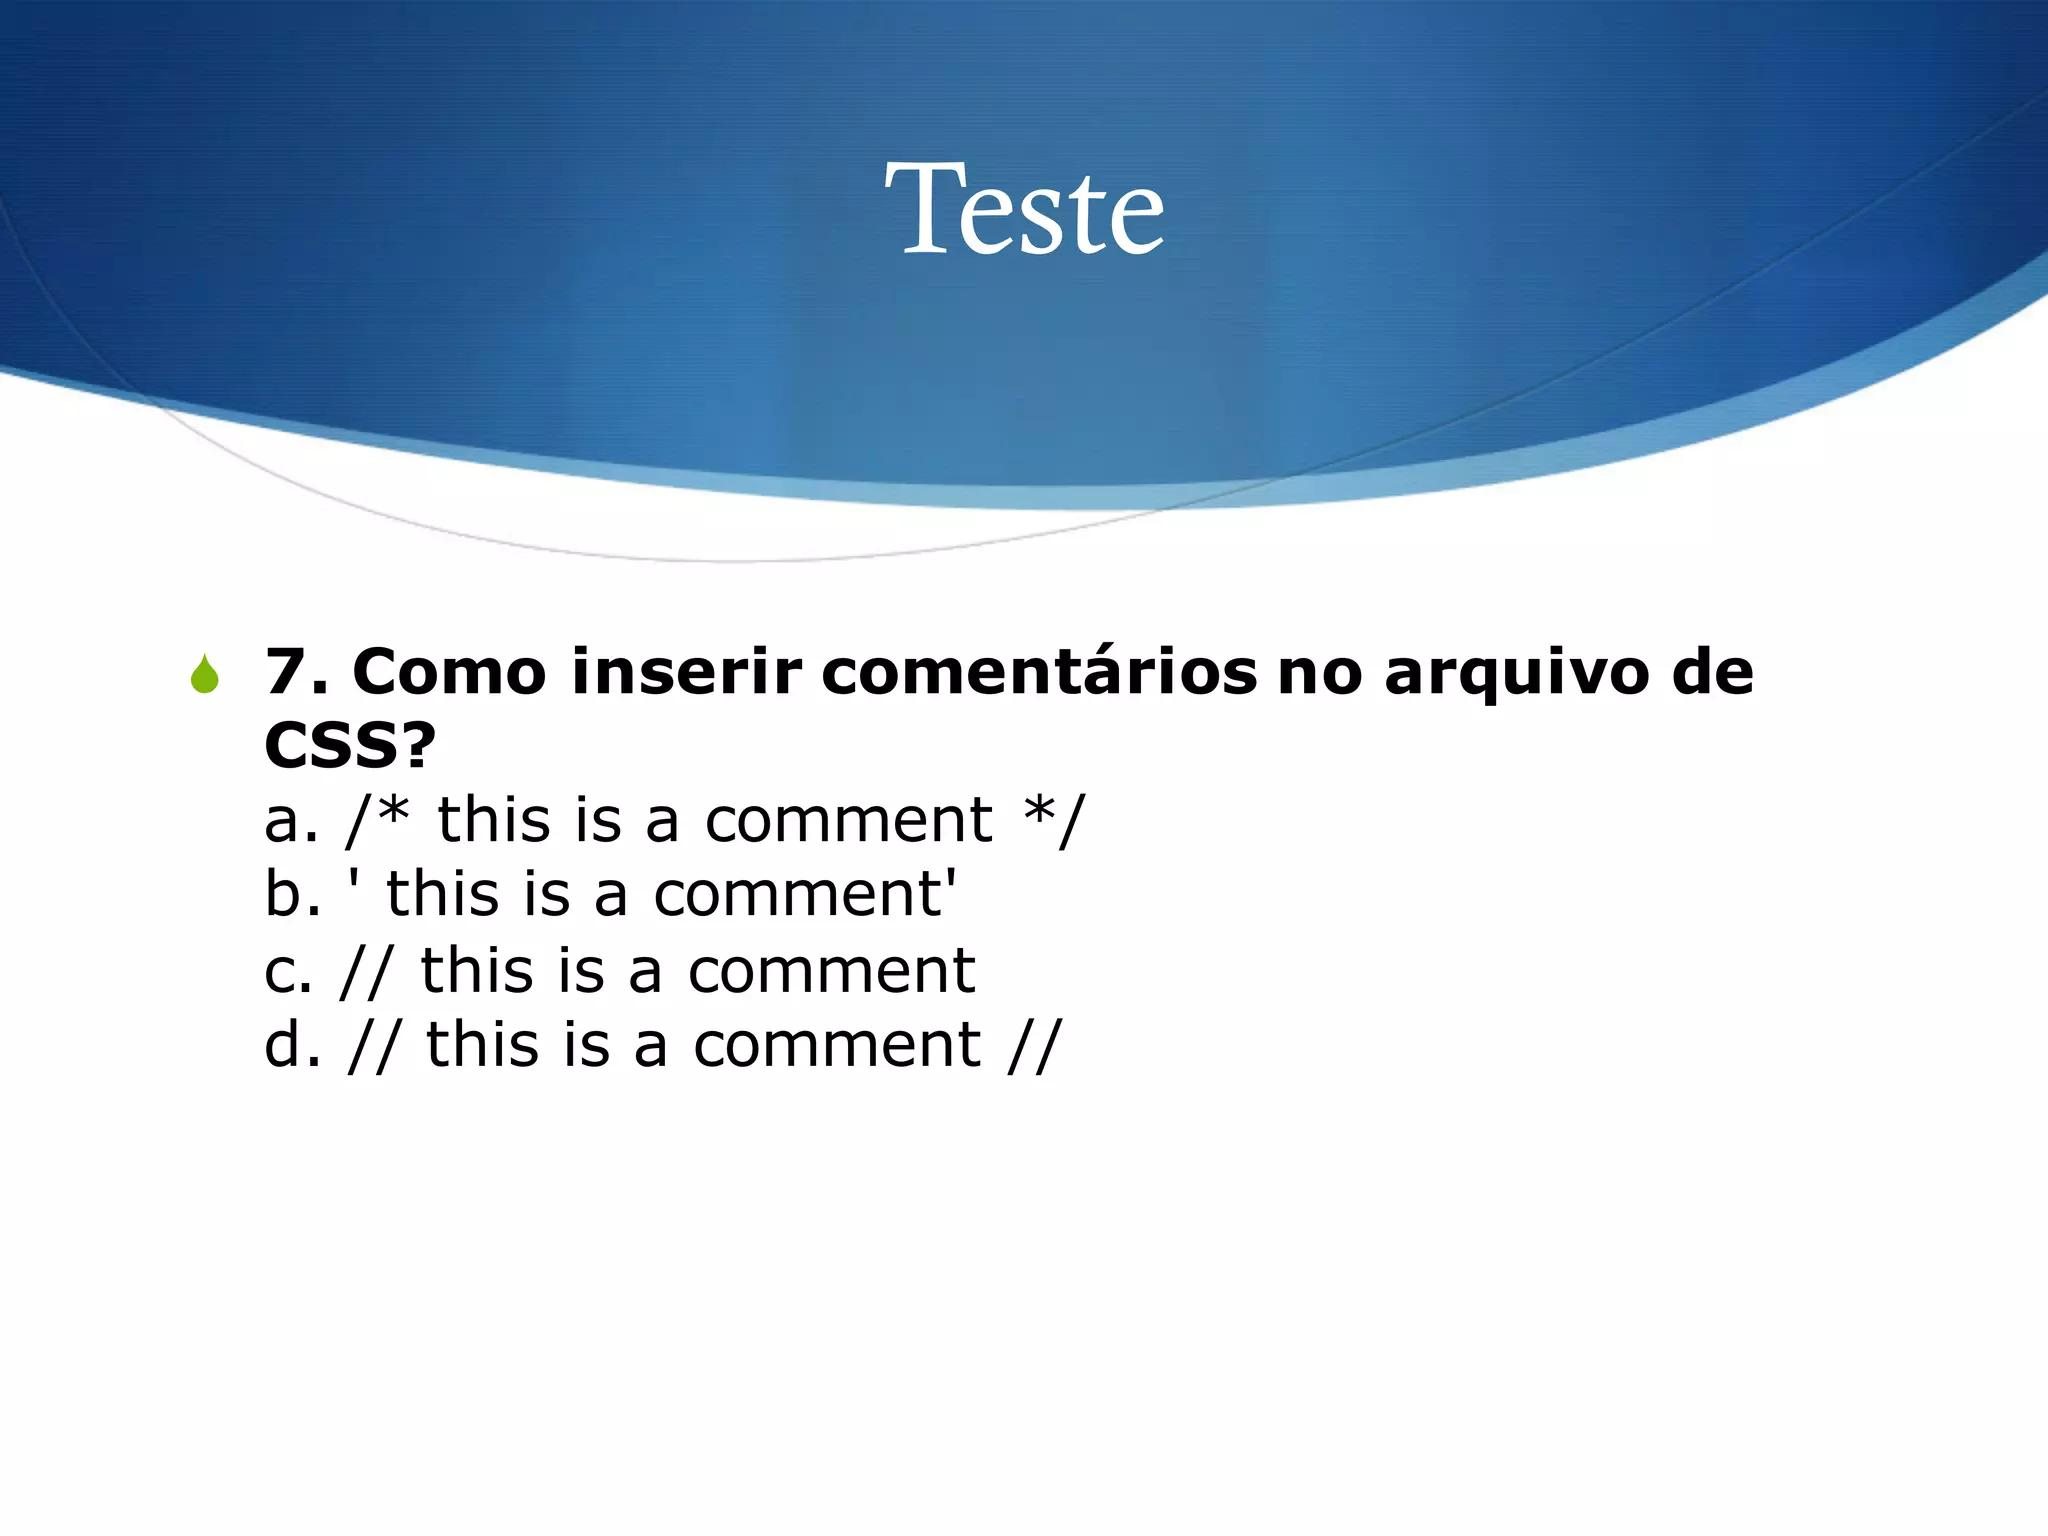 Teste
7. Como inserir comentários no arquivo de
CSS?
a. /* this is a comment */
b. ' this is a comment'
c. // this is a comment
d. // this is a comment //